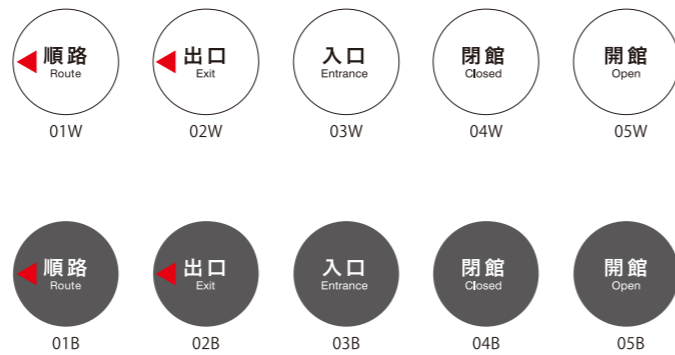 順路
Route
01W
出口
Exit
02W
入口
Entrance
03W
閉館
Closed
04W
開館
Open
05W
順路
Route
01B
出口
Exit
02B
入口
Entrance
03B
閉館
Closed
04B
開館
Open
05B